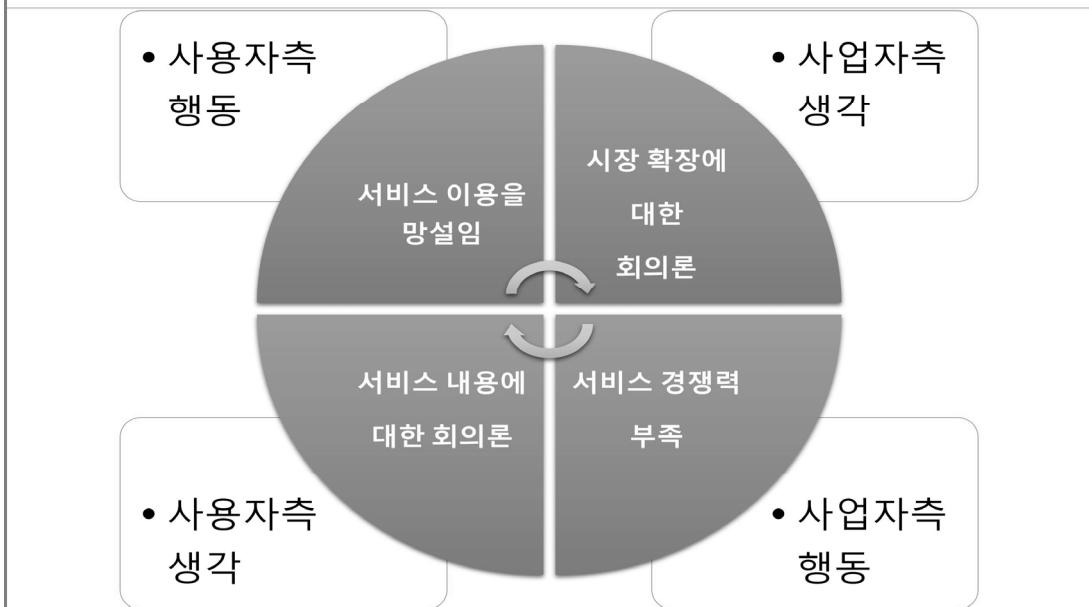 • 사용자측
행동
• 사업자측
생각
서비스 이용을
망설임
시장 확장에
대한
회의론
서비스 내용에
대한 회의론
서비스 경쟁력
부족
• 사용자측
생각
• 사업자측
행동